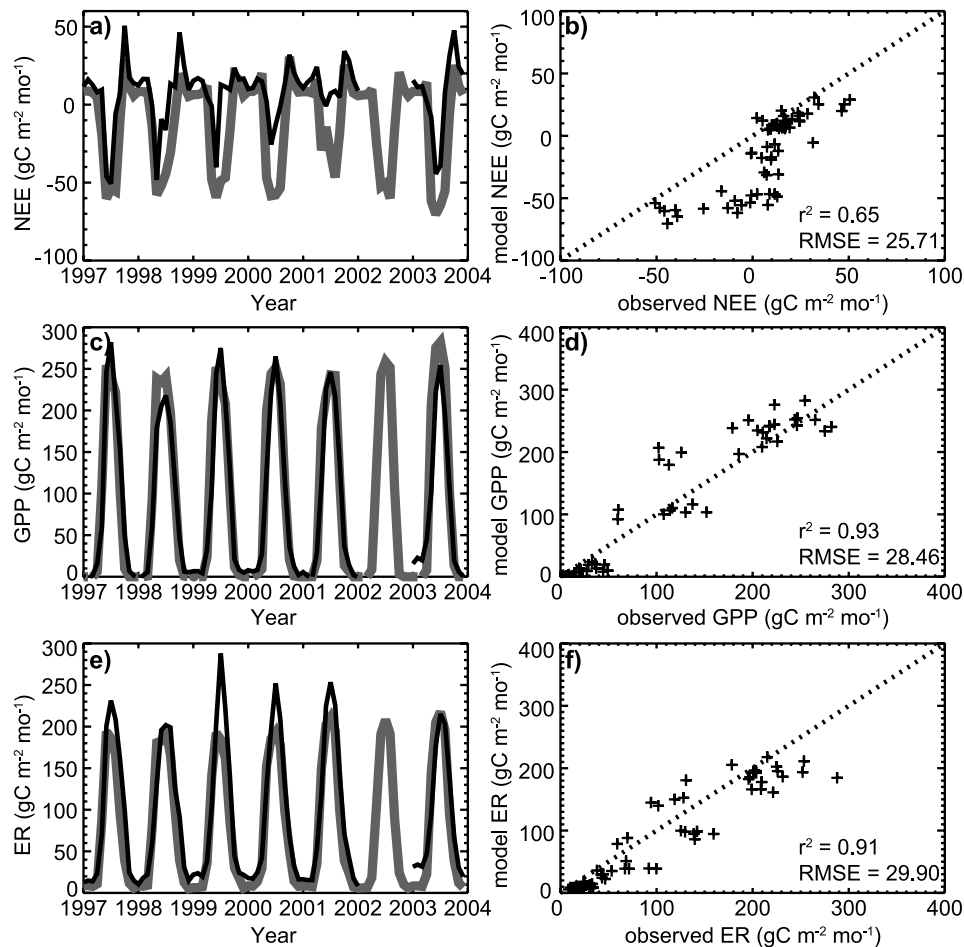 a)
NEE (gC m⁻² mo⁻¹)
50
0
-50
-100
1997 1998 1999 2000 2001 2002 2003 2004
Year
b)
model NEE (gC m⁻² mo⁻¹)
100
50
0
-50
-100
r² = 0.65
RMSE = 25.71
-100 -50 0 50 100
observed NEE (gC m⁻² mo⁻¹)
c)
GPP (gC m⁻² mo⁻¹)
300
250
200
150
100
50
0
1997 1998 1999 2000 2001 2002 2003 2004
Year
d)
model GPP (gC m⁻² mo⁻¹)
400
300
200
100
0
r² = 0.93
RMSE = 28.46
0 100 200 300 400
observed GPP (gC m⁻² mo⁻¹)
e)
ER (gC m⁻² mo⁻¹)
300
250
200
150
100
50
0
1997 1998 1999 2000 2001 2002 2003 2004
Year
f)
model ER (gC m⁻² mo⁻¹)
400
300
200
100
0
r² = 0.91
RMSE = 29.90
0 100 200 300 400
observed ER (gC m⁻² mo⁻¹)